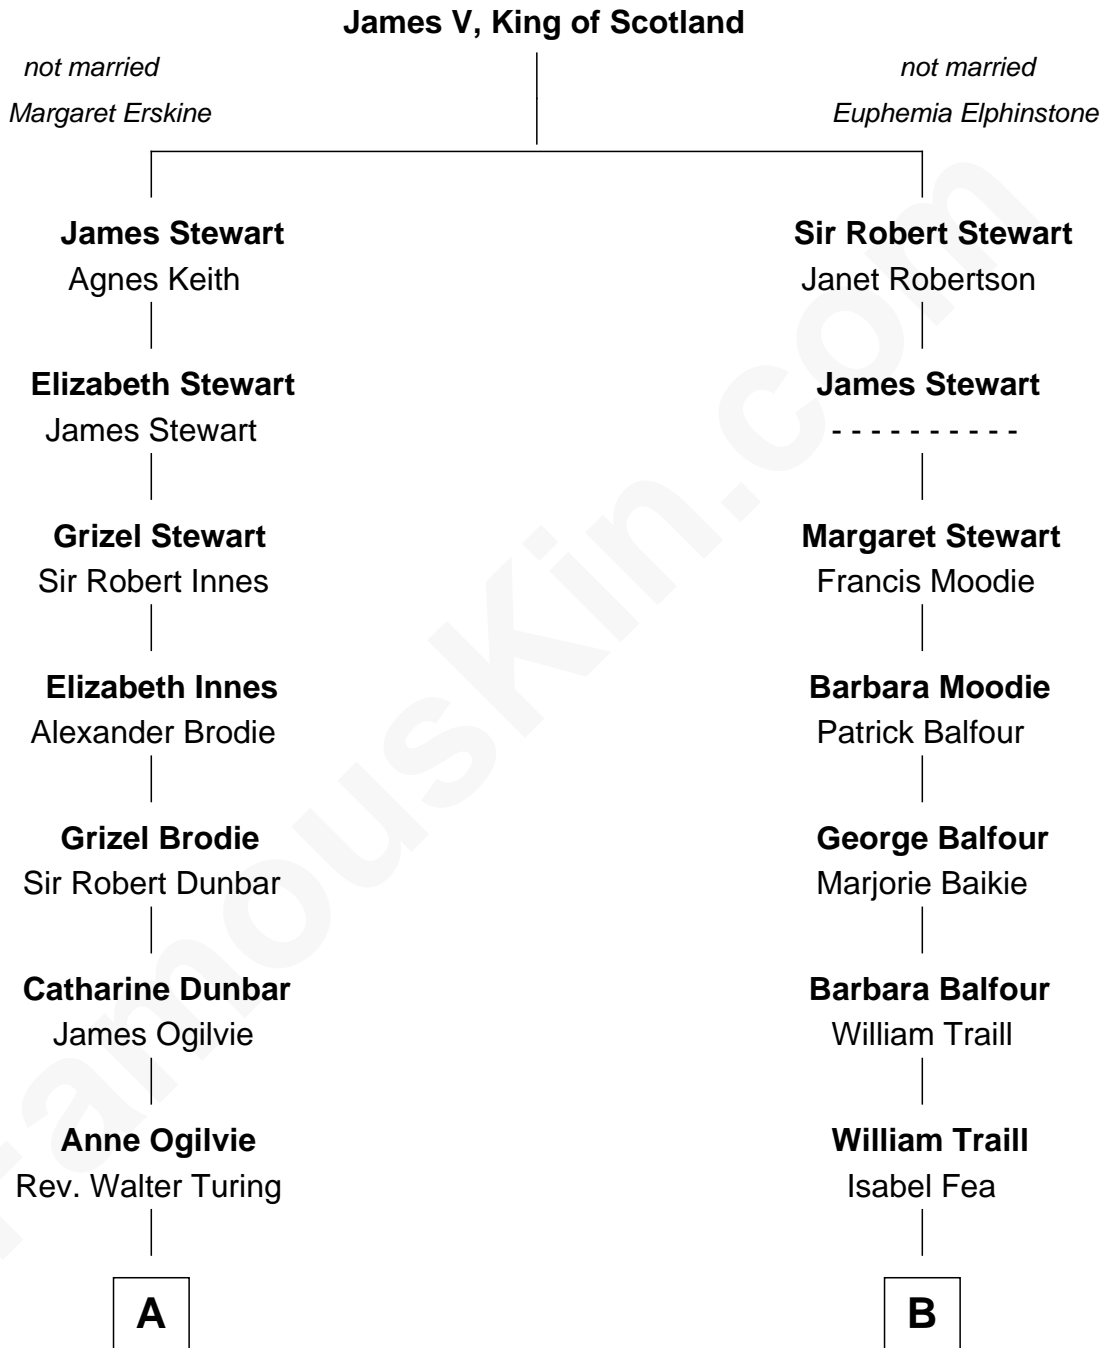 James V, King of Scotland
not married
not married
Margaret Erskine
Euphemia Elphinstone
James Stewart
Sir Robert Stewart
Agnes Keith
Janet Robertson
Elizabeth Stewart
James Stewart
James Stewart
- - - - - - - - - -
Grizel Stewart
Margaret Stewart
Sir Robert Innes
Francis Moodie
Elizabeth Innes
Barbara Moodie
Alexander Brodie
Patrick Balfour
Grizel Brodie
George Balfour
Sir Robert Dunbar
Marjorie Baikie
Catharine Dunbar
Barbara Balfour
James Ogilvie
William Traill
Anne Ogilvie
William Traill
Rev. Walter Turing
Isabel Fea
A
B
FamousKin.com